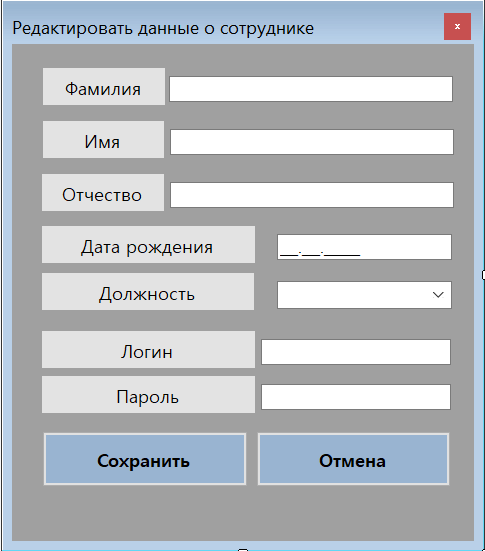 Редактировать данные о сотруднике
Фамилия
Имя
Отчество
Дата рождения __.__.____
Должность
Логин
Пароль
Сохранить Отмена